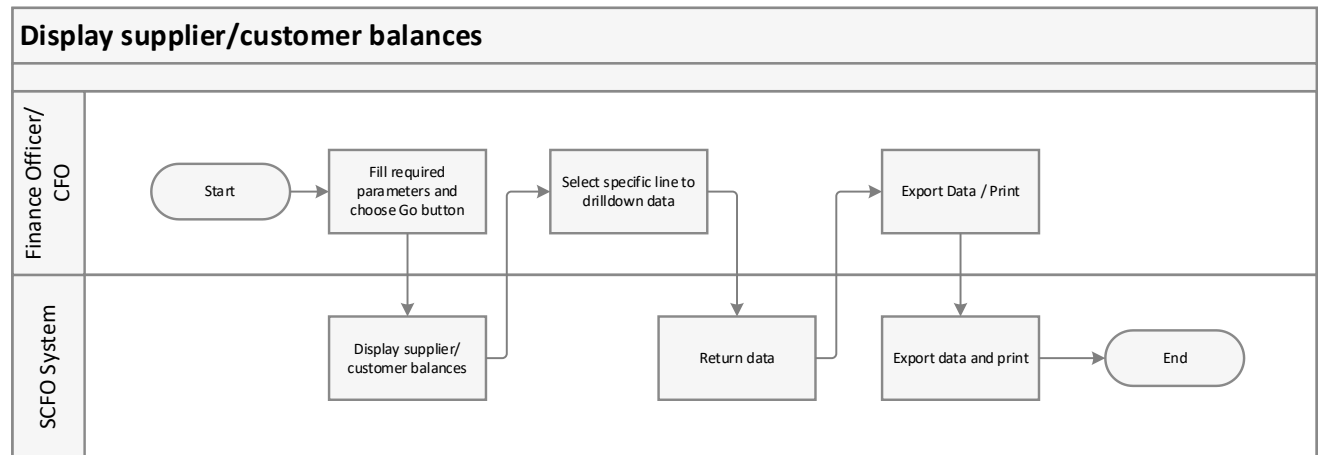 Display supplier/customer balances
Finance Officer/
CFO
Start
Fill required
parameters and
choose Go button
Select specific line to
drilldown data
Export Data / Print
SCFO System
Display supplier/
customer balances
Return data
Export data and print
End